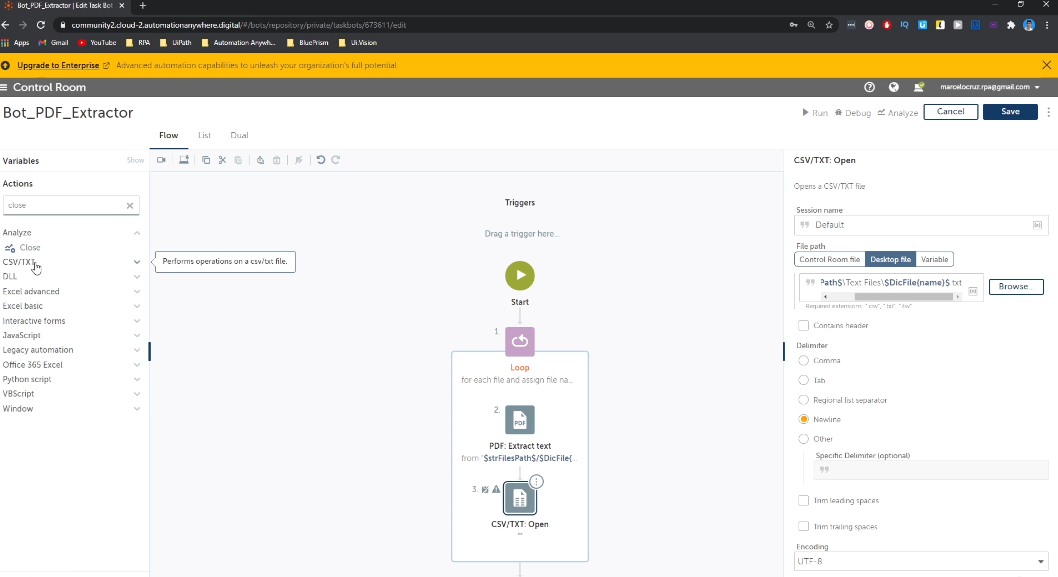 Bot_PDF_Extractor | Edit Task Bot
community2.cloud-2.automationanywhere.digital/#/bots/repository/private/taskbots/673611/edit
Apps Gmail YouTube RPA UiPath Automation Anywh... BluePrism Ui.Vision
Upgrade to Enterprise Advanced automation capabilities to unleash your organization's full potential
Control Room marcelocruz.rpa@gmail.com
Bot_PDF_Extractor Run Debug Analyze Cancel Save
Flow List Dual
Variables Show
Actions
close
Analyze
Close
CSV/TXT
DLL
Excel advanced
Excel basic
Interactive forms
JavaScript
Legacy automation
Office 365 Excel
Python script
VBScript
Window
Performs operations on a csv/txt file.
Triggers
Drag a trigger here...
Start
1.
Loop
for each file and assign file na...
2.
PDF
PDF: Extract text
from "$strFilesPath$/$DicFile{...
3.
CSV/TXT: Open
--
CSV/TXT: Open
Opens a CSV/TXT file
Session name
Default
File path
Control Room file Desktop file Variable
Path$\Text Files\$DicFile{name}$ txt Browse...
Required extensions: ".csv", ".txt", ".tsv"
Contains header
Delimiter
Comma
Tab
Regional list separator
Newline
Other
Specific Delimiter (optional)
Trim leading spaces
Trim trailing spaces
Encoding
UTF-8